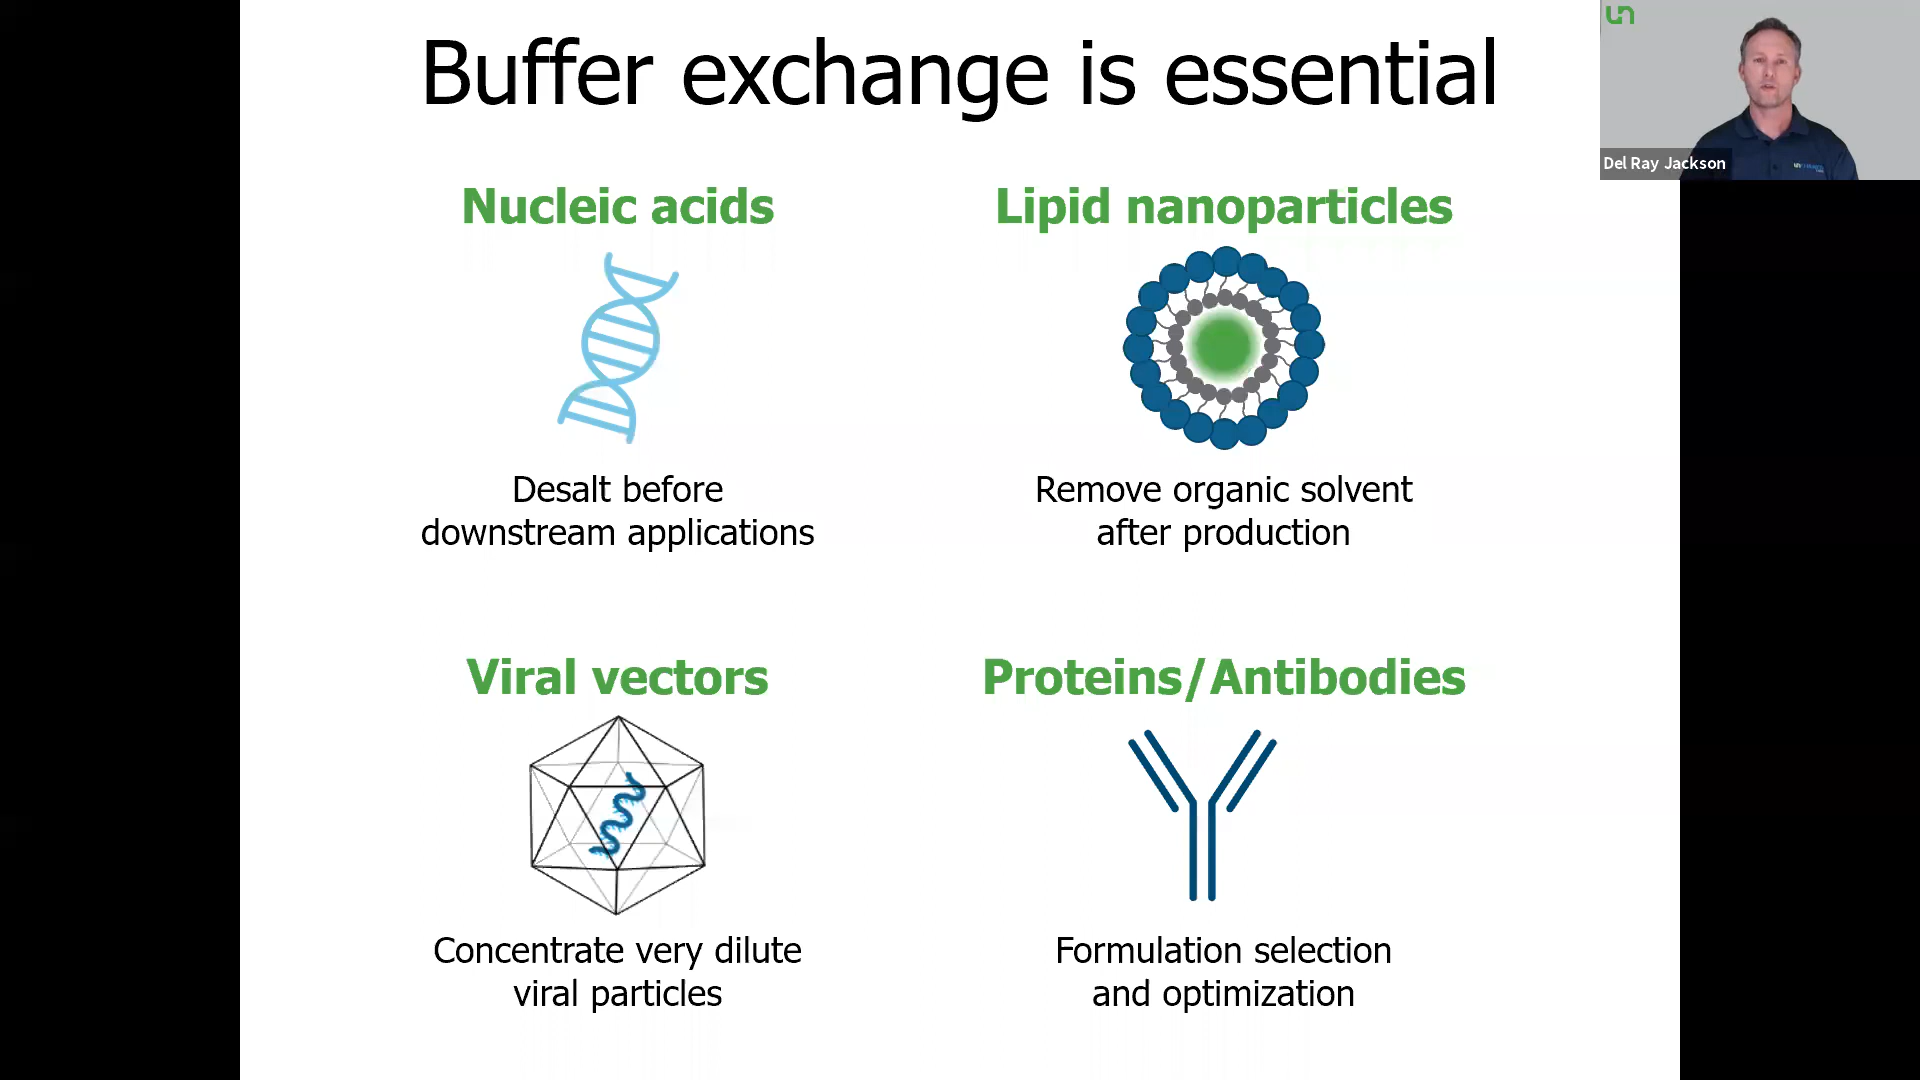 Buffer exchange is essential
un
Del Ray Jackson
Nucleic acids
Desalt before
downstream applications
Lipid nanoparticles
Remove organic solvent
after production
Viral vectors
Concentrate very dilute
viral particles
Proteins/Antibodies
Formulation selection
and optimization